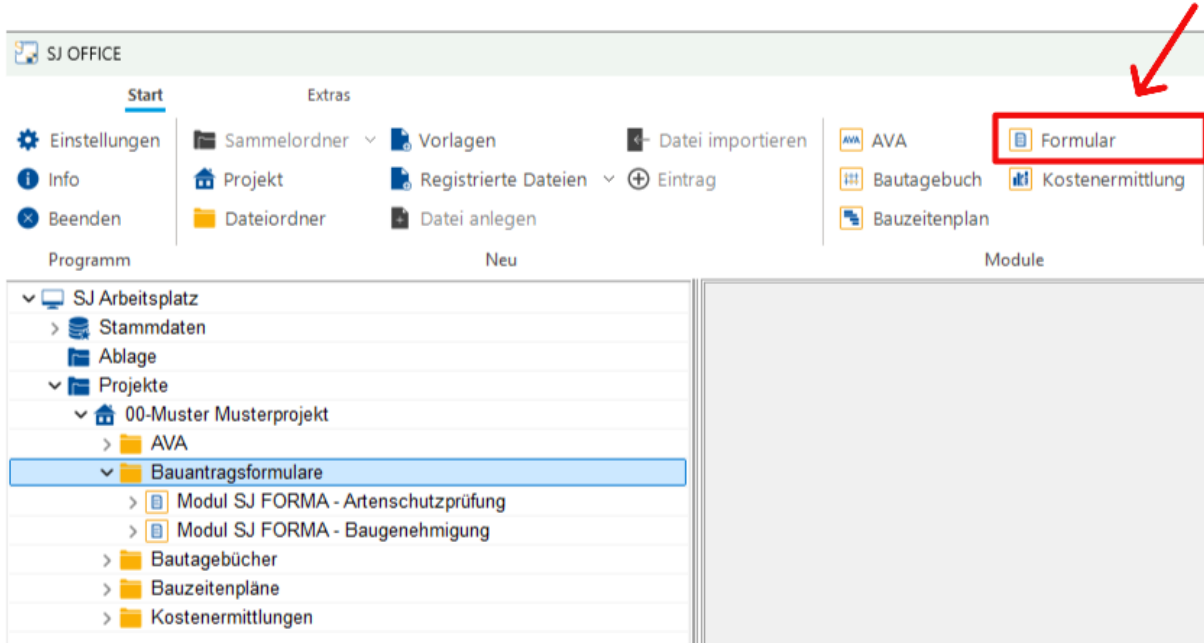 SJ OFFICE
Start Extras
Einstellungen Sammelordner Vorlagen Datei importieren AVA Formular
Info Projekt Registrierte Dateien Eintrag Bautagebuch Kostenermittlung
Beenden Dateiordner Datei anlegen Bauzeitenplan
Programm Neu Module
SJ Arbeitsplatz
Stammdaten
Ablage
Projekte
00-Muster Musterprojekt
AVA
Bauantragsformulare
Modul SJ FORMA - Artenschutzprüfung
Modul SJ FORMA - Baugenehmigung
Bautagebücher
Bauzeitenpläne
Kostenermittlungen